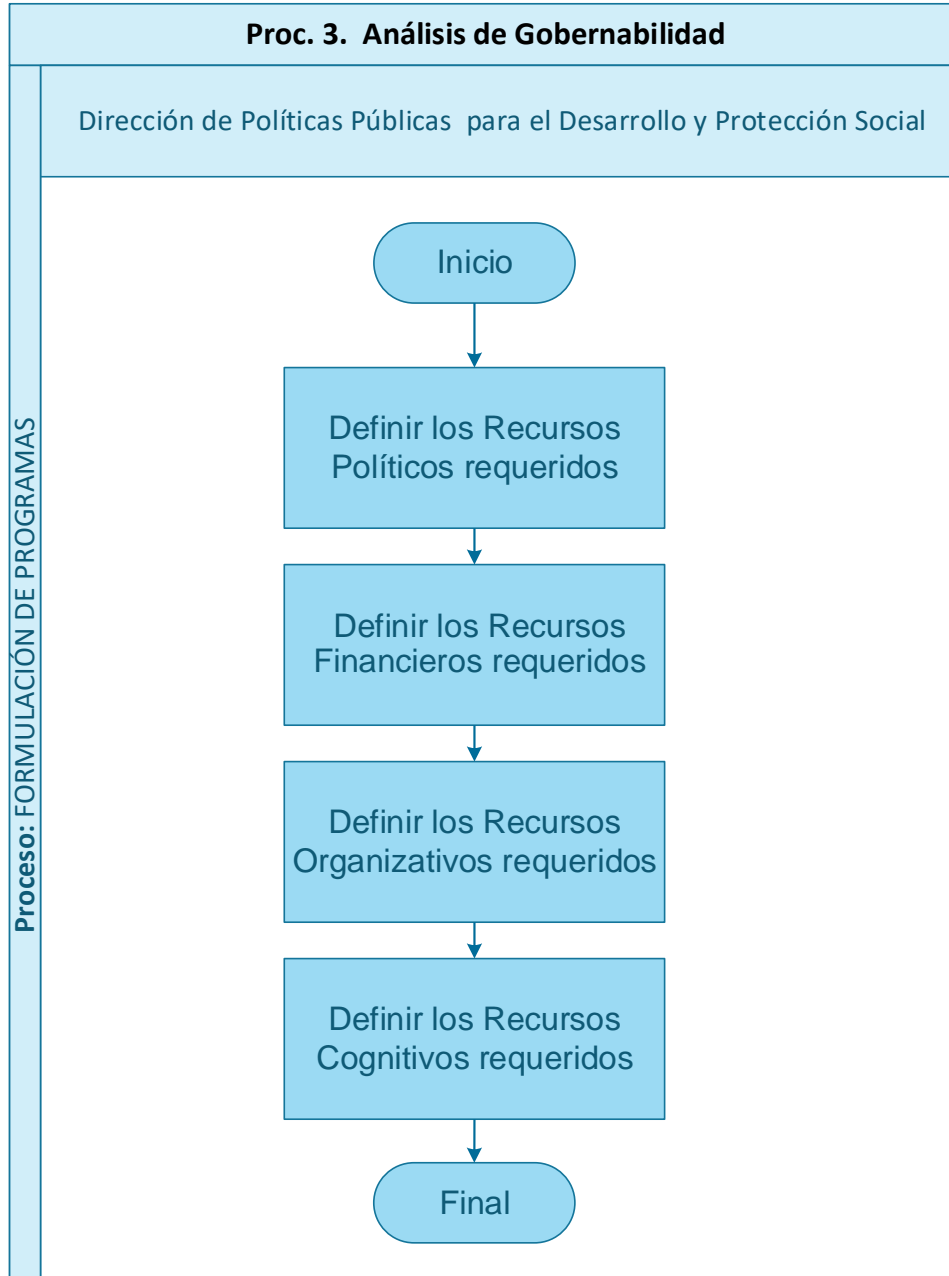 Proc. 3. Análisis de Gobernabilidad
Dirección de Políticas Públicas para el Desarrollo y Protección Social
Proceso: FORMULACIÓN DE PROGRAMAS
Inicio
Definir los Recursos
Políticos requeridos
Definir los Recursos
Financieros requeridos
Definir los Recursos
Organizativos requeridos
Definir los Recursos
Cognitivos requeridos
Final